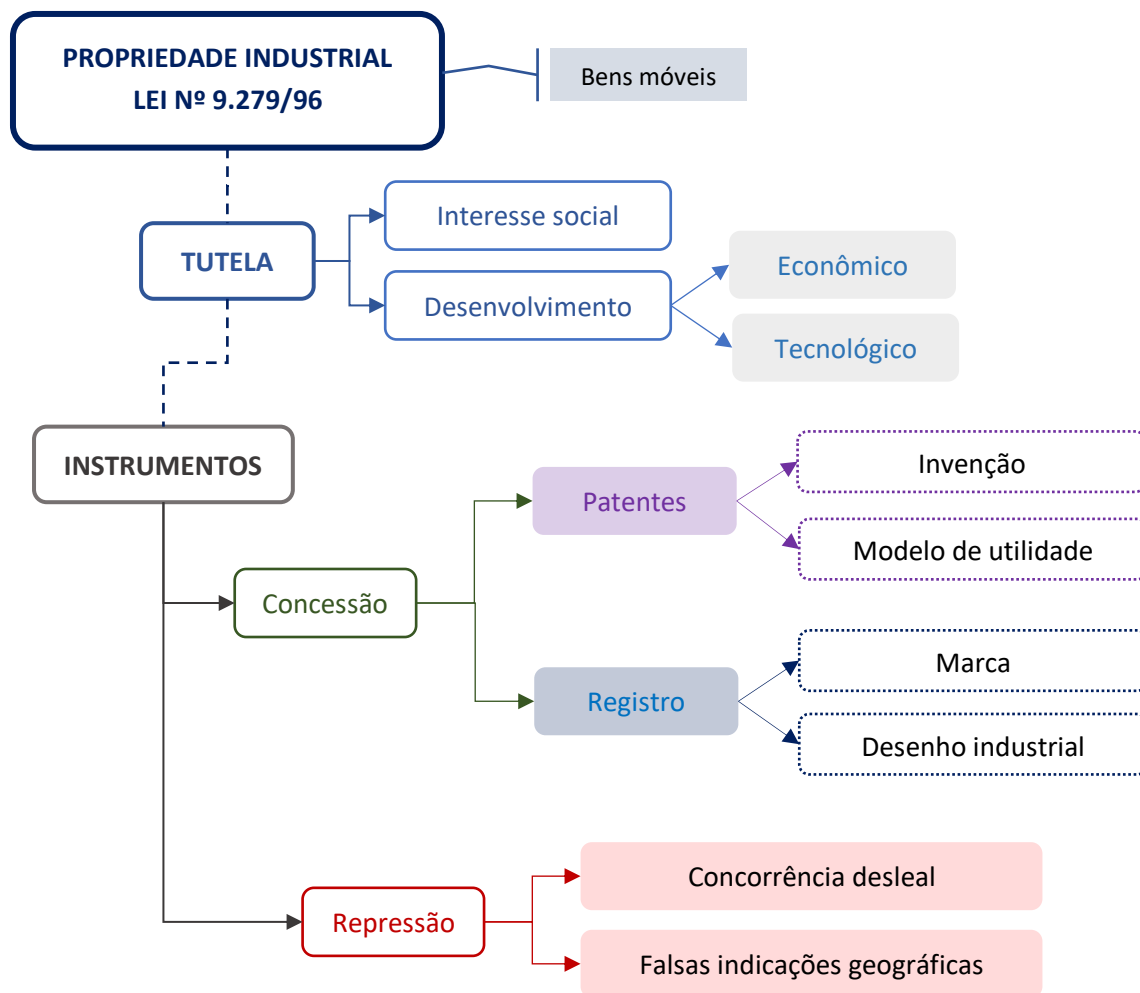 PROPRIEDADE INDUSTRIAL
LEI Nº 9.279/96
Bens móveis
TUTELA
Interesse social
Desenvolvimento
Econômico
Tecnológico
INSTRUMENTOS
Concessão
Patentes
Invenção
Modelo de utilidade
Registro
Marca
Desenho industrial
Repressão
Concorrência desleal
Falsas indicações geográficas